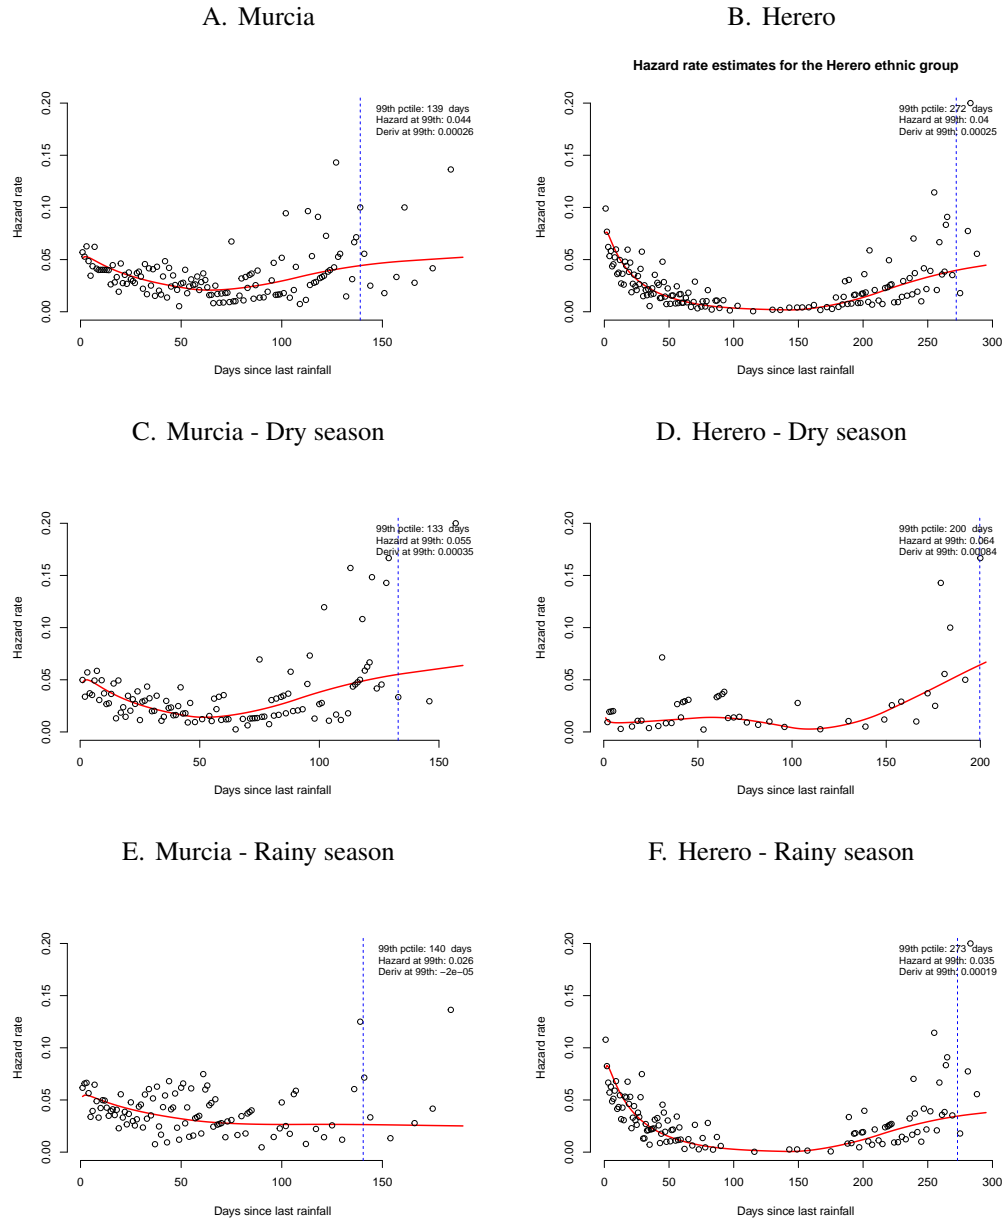 A. Murcia
99th pctile: 139 days
Hazard at 99th: 0.044
Deriv at 99th: 0.00026
Hazard rate
0.00
0.05
0.10
0.15
0.20
0
50
100
150
Days since last rainfall
B. Herero
Hazard rate estimates for the Herero ethnic group
99th pctile: 272 days
Hazard at 99th: 0.04
Deriv at 99th: 0.00025
Hazard rate
0.00
0.05
0.10
0.15
0.20
0
50
100
150
200
250
300
Days since last rainfall
C. Murcia - Dry season
99th pctile: 133 days
Hazard at 99th: 0.055
Deriv at 99th: 0.00035
Hazard rate
0.00
0.05
0.10
0.15
0.20
0
50
100
150
Days since last rainfall
D. Herero - Dry season
99th pctile: 200 days
Hazard at 99th: 0.064
Deriv at 99th: 0.00084
Hazard rate
0.00
0.05
0.10
0.15
0.20
0
50
100
150
200
Days since last rainfall
E. Murcia - Rainy season
99th pctile: 140 days
Hazard at 99th: 0.026
Deriv at 99th: −2e−05
Hazard rate
0.00
0.05
0.10
0.15
0.20
0
50
100
150
Days since last rainfall
F. Herero - Rainy season
99th pctile: 273 days
Hazard at 99th: 0.035
Deriv at 99th: 0.00019
Hazard rate
0.00
0.05
0.10
0.15
0.20
0
50
100
150
200
250
300
Days since last rainfall